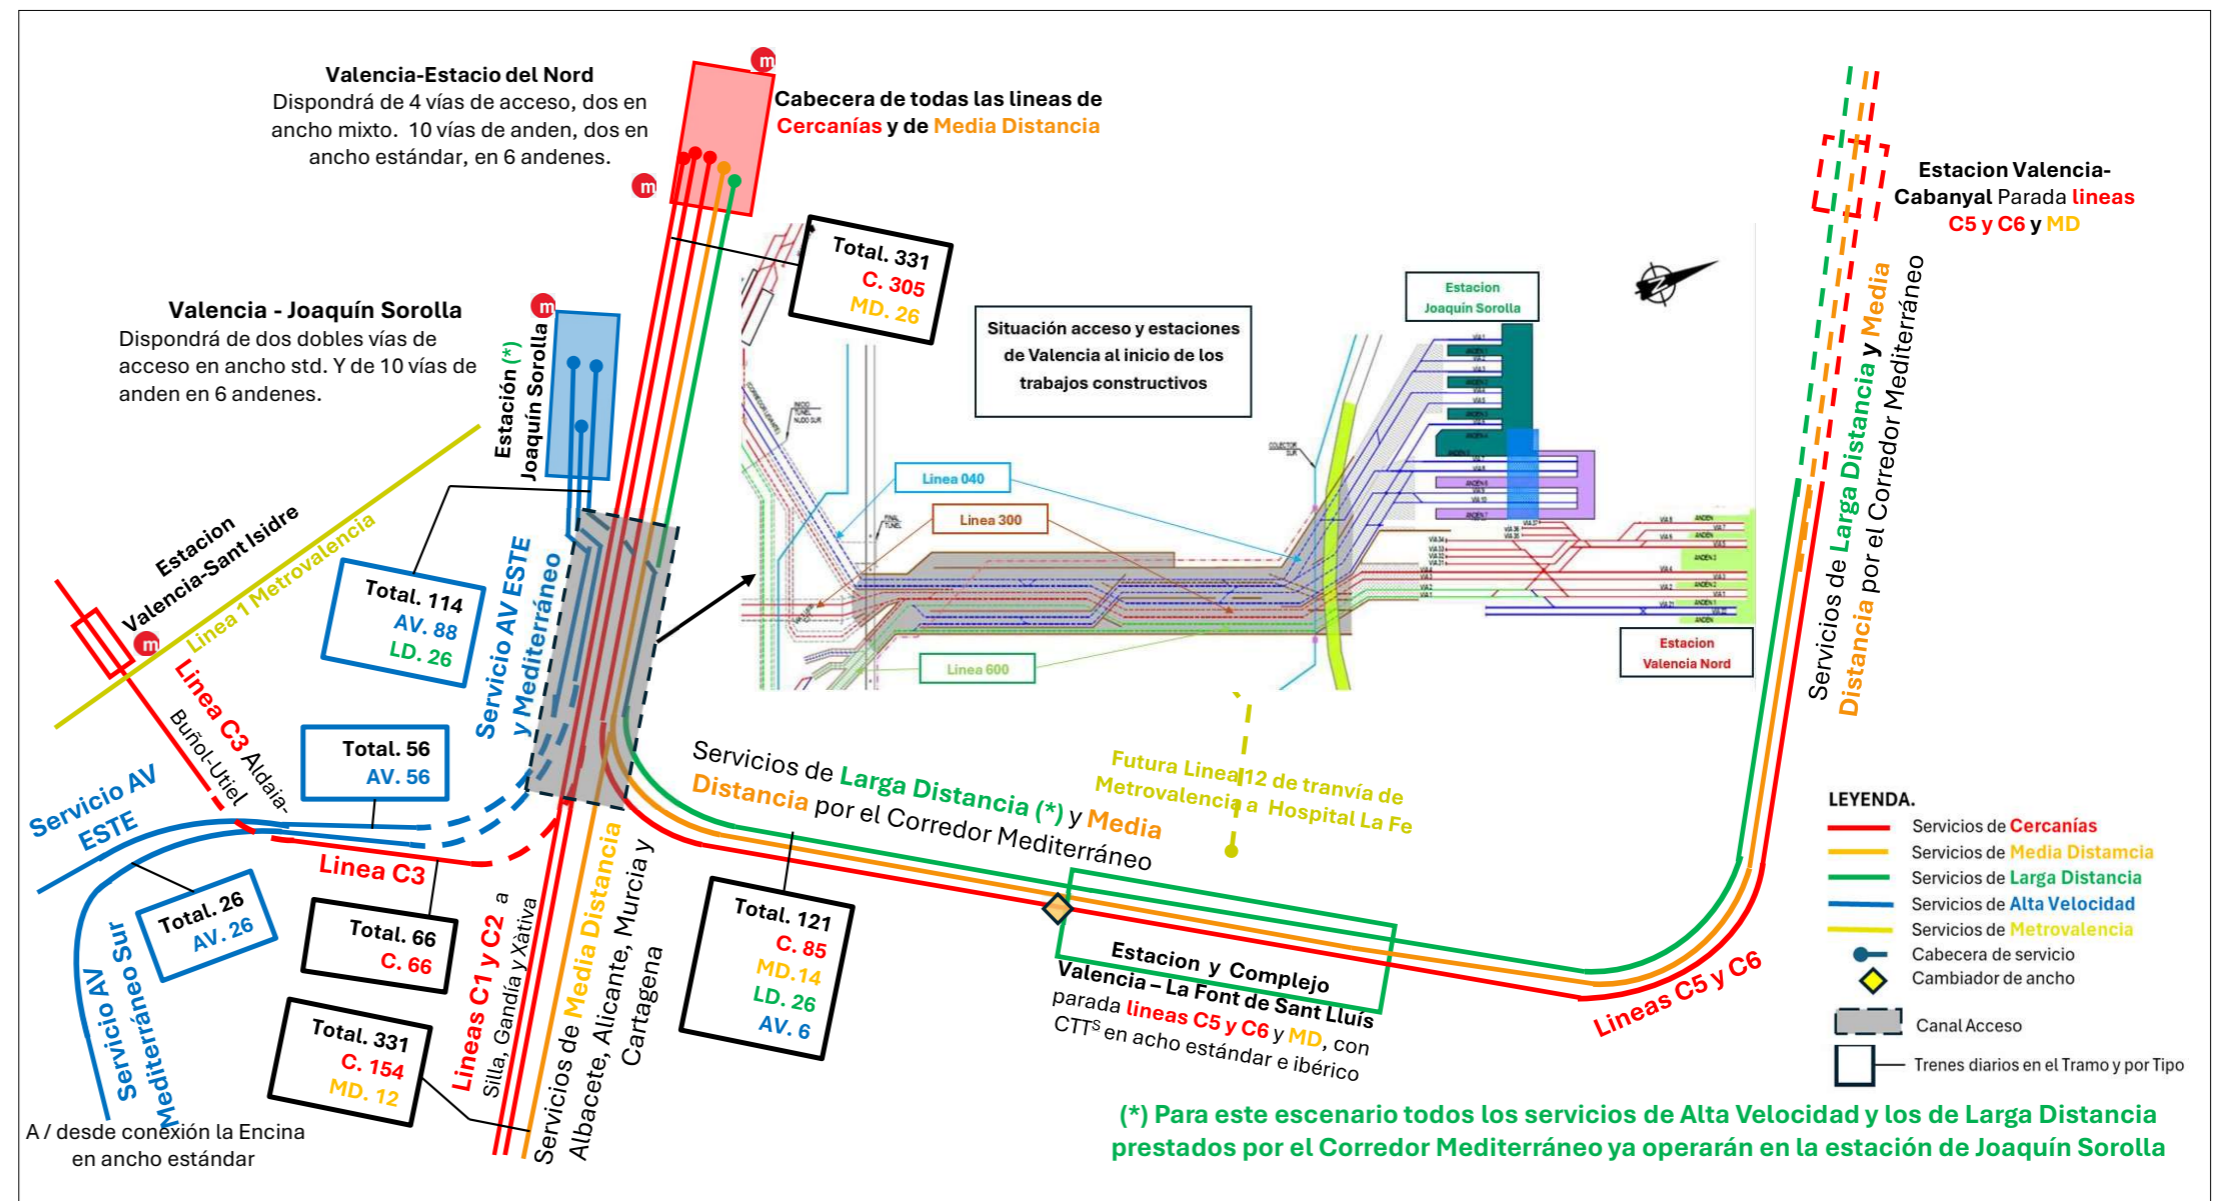 Valencia-Estacio del Nord
Dispondrá de 4 vías de acceso, dos en
ancho mixto. 10 vías de anden, dos en
ancho estándar, en 6 andenes.
m
m
Cabecera de todas las lineas de
Cercanías y de Media Distancia
Total. 331
C. 305
MD. 26
Valencia - Joaquín Sorolla
Dispondrá de dos dobles vías de
acceso en ancho std. Y de 10 vías de
anden en 6 andenes.
m
Estación (*)
Joaquín Sorolla
Estacion
Valencia-Sant Isidre
m
Linea 1 Metrovalencia
Total. 114
AV. 88
LD. 26
Servicio AV ESTE
y Mediterráneo
Linea C3 Aldaia-
Buñol-Utiel
Servicio AV
ESTE
Total. 56
AV. 56
Linea C3
Total. 26
AV. 26
Servicio AV
Mediterráneo Sur
A / desde conexión la Encina
en ancho estándar
Total. 66
C. 66
Total. 331
C. 154
MD. 12
Lineas C1 y C2 a
Silla, Gandía y Xàtiva
Servicios de Media Distancia
Albacete, Alicante, Murcia y
Cartagena
Situación acceso y estaciones
de Valencia al inicio de los
trabajos constructivos
Estacion
Joaquín Sorolla
Linea 040
Linea 300
Linea 600
COLECTOR
SUR
INICIO
TUNEL
NUDO SUR
FINAL
TUNEL
Estacion
Valencia Nord
Servicios de Larga Distancia (*) y Media
Distancia por el Corredor Mediterráneo
Total. 121
C. 85
MD.14
LD. 26
AV. 6
Futura Linea 12 de tranvía de
Metrovalencia a Hospital La Fe
Estacion y Complejo
Valencia – La Font de Sant Lluís
parada lineas C5 y C6 y MD, con
CTTS en acho estándar e ibérico
Lineas C5 y C6
Estacion Valencia-
Cabanyal Parada lineas
C5 y C6 y MD
Servicios de Larga Distancia y Media
Distancia por el Corredor Mediterráneo
LEYENDA.
Servicios de Cercanías
Servicios de Media Distamcia
Servicios de Larga Distancia
Servicios de Alta Velocidad
Servicios de Metrovalencia
Cabecera de servicio
Cambiador de ancho
Canal Acceso
Trenes diarios en el Tramo y por Tipo
(*) Para este escenario todos los servicios de Alta Velocidad y los de Larga Distancia
prestados por el Corredor Mediterráneo ya operarán en la estación de Joaquín Sorolla